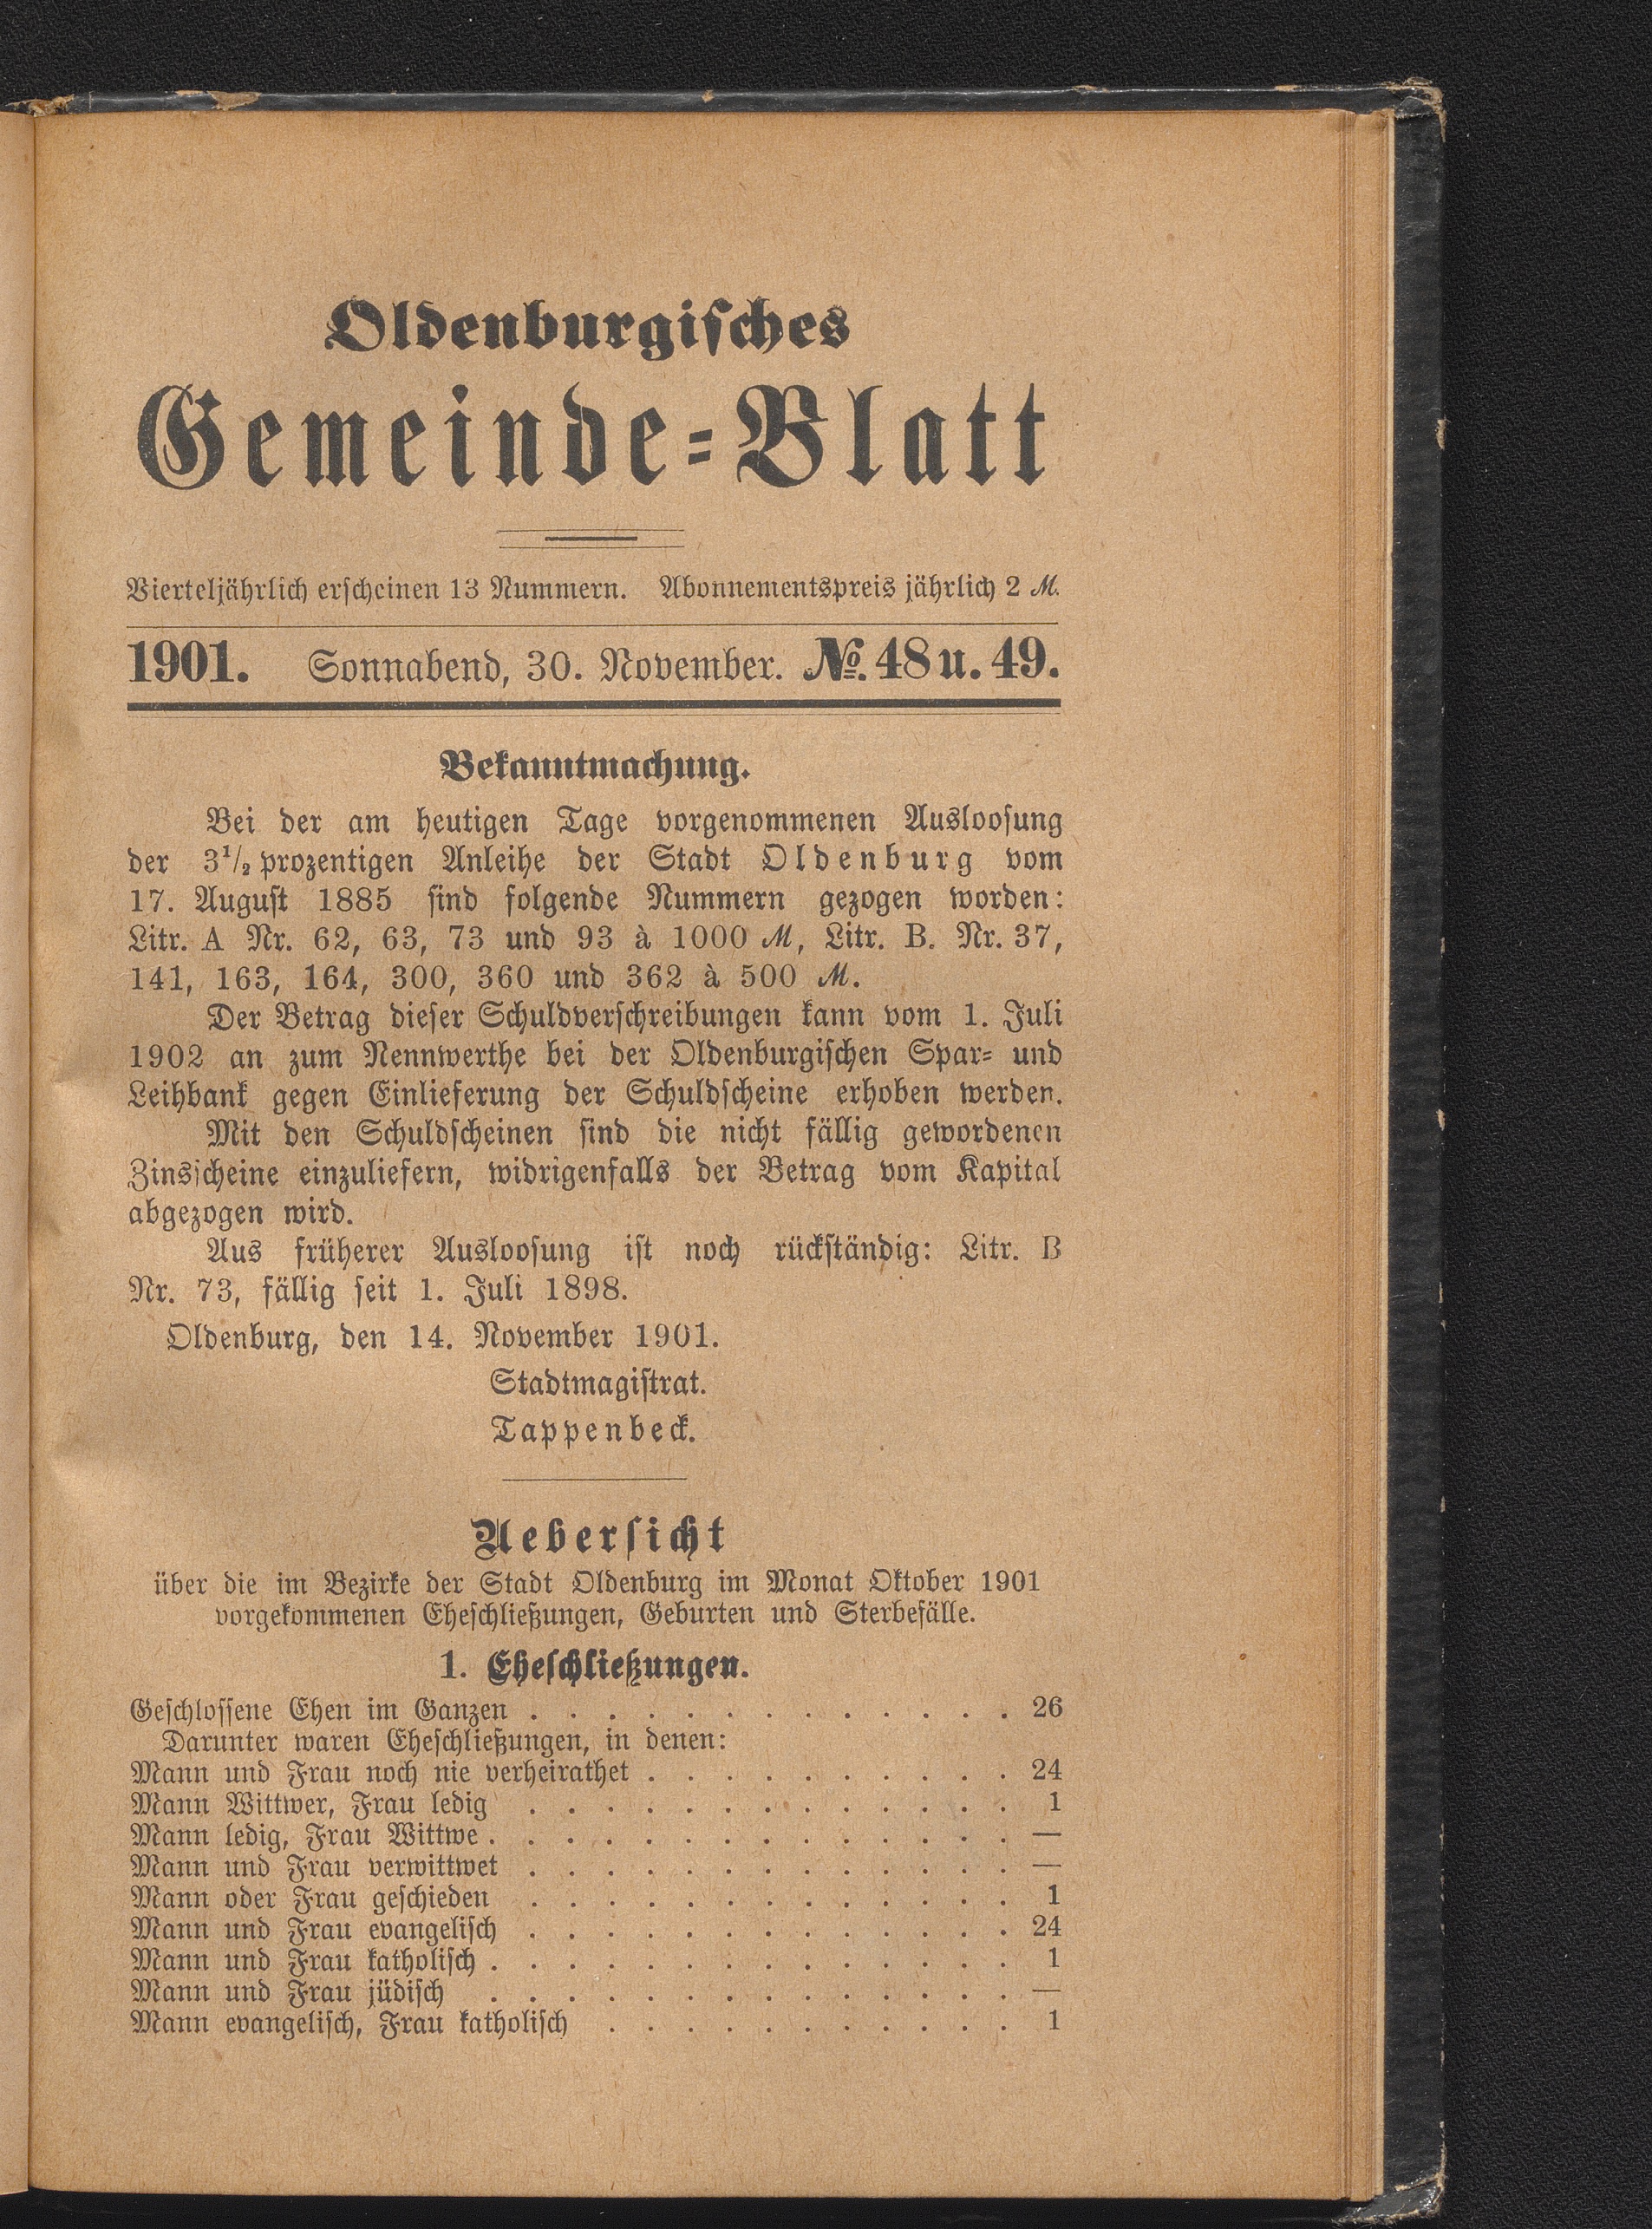 Oldenburgisches
Gemeinde=Blatt
Vierteljährlich erscheinen 13 Nummern. Abonnementspreis jährlich 2 ℳ.
1901. Sonnabend, 30. November. №. 48 u. 49.
Bekanntmachung.
Bei der am heutigen Tage vorgenommenen Ausloosung
der 3½ prozentigen Anleihe der Stadt Oldenburg vom
17. August 1885 sind folgende Nummern gezogen worden:
Litr. A Nr. 62, 63, 73 und 93 à 1000 ℳ, Litr. B. Nr. 37,
141, 163, 164, 300, 360 und 362 à 500 ℳ.
Der Betrag dieser Schuldverschreibungen kann vom 1. Juli
1902 an zum Nennwerthe bei der Oldenburgischen Spar= und
Leihbank gegen Einlieferung der Schuldscheine erhoben werden.
Mit den Schuldscheinen sind die nicht fällig gewordenen
Zinsscheine einzuliefern, widrigenfalls der Betrag vom Kapital
abgezogen wird.
Aus früherer Ausloosung ist noch rückständig: Litr. B
Nr. 73, fällig seit 1. Juli 1898.
Oldenburg, den 14. November 1901.
Stadtmagistrat.
Tappenbeck.
Uebersicht
über die im Bezirke der Stadt Oldenburg im Monat Oktober 1901
vorgekommenen Eheschließungen, Geburten und Sterbefälle.
1. Eheschließungen.
Geschlossene Ehen im Ganzen . . . . . . . . . . . . . 26
Darunter waren Eheschließungen, in denen:
Mann und Frau noch nie verheirathet . . . . . . . . . . 24
Mann Wittwer, Frau ledig . . . . . . . . . . . . . 1
Mann ledig, Frau Wittwe . . . . . . . . . . . . . . —
Mann und Frau verwittwet . . . . . . . . . . . . . —
Mann oder Frau geschieden . . . . . . . . . . . . . 1
Mann und Frau evangelisch . . . . . . . . . . . . . 24
Mann und Frau katholisch . . . . . . . . . . . . . . 1
Mann und Frau jüdisch . . . . . . . . . . . . . . —
Mann evangelisch, Frau katholisch . . . . . . . . . . . 1